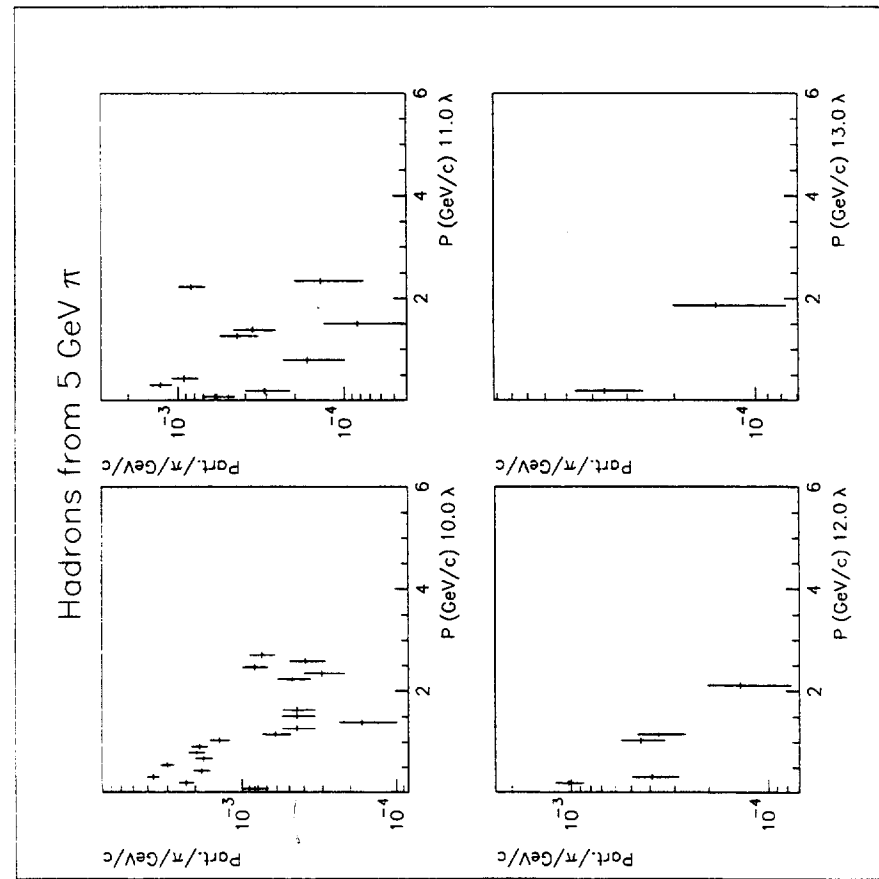 Hadrons from 5 GeV π
Part./π/GeV/c
10⁻³
10⁻⁴
2 4 6
P (GeV/c) 10.0 λ
Part./π/GeV/c
10⁻³
10⁻⁴
2 4 6
P (GeV/c) 11.0 λ
Part./π/GeV/c
10⁻³
10⁻⁴
2 4 6
P (GeV/c) 12.0 λ
Part./π/GeV/c
10⁻⁴
2 4 6
P (GeV/c) 13.0 λ